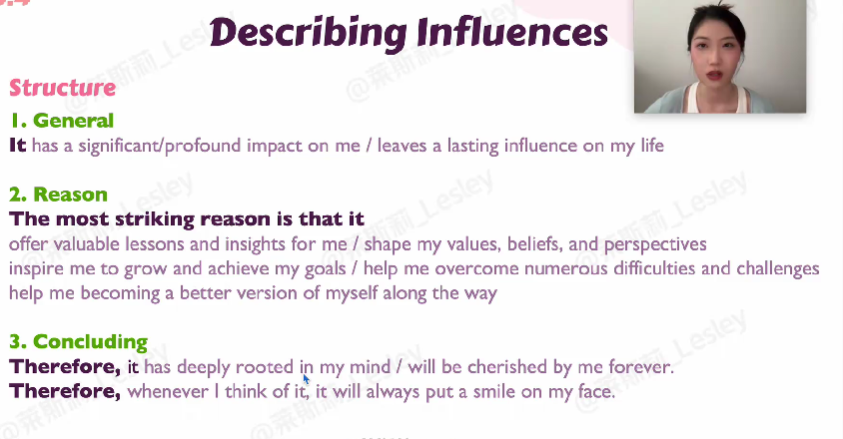 Describing Influences
Structure
1. General
It has a significant/profound impact on me / leaves a lasting influence on my life
2. Reason
The most striking reason is that it
offer valuable lessons and insights for me / shape my values, beliefs, and perspectives
inspire me to grow and achieve my goals / help me overcome numerous difficulties and challenges
help me becoming a better version of myself along the way
3. Concluding
Therefore, it has deeply rooted in my mind / will be cherished by me forever.
Therefore, whenever I think of it, it will always put a smile on my face.
@莱斯莉_Lesley